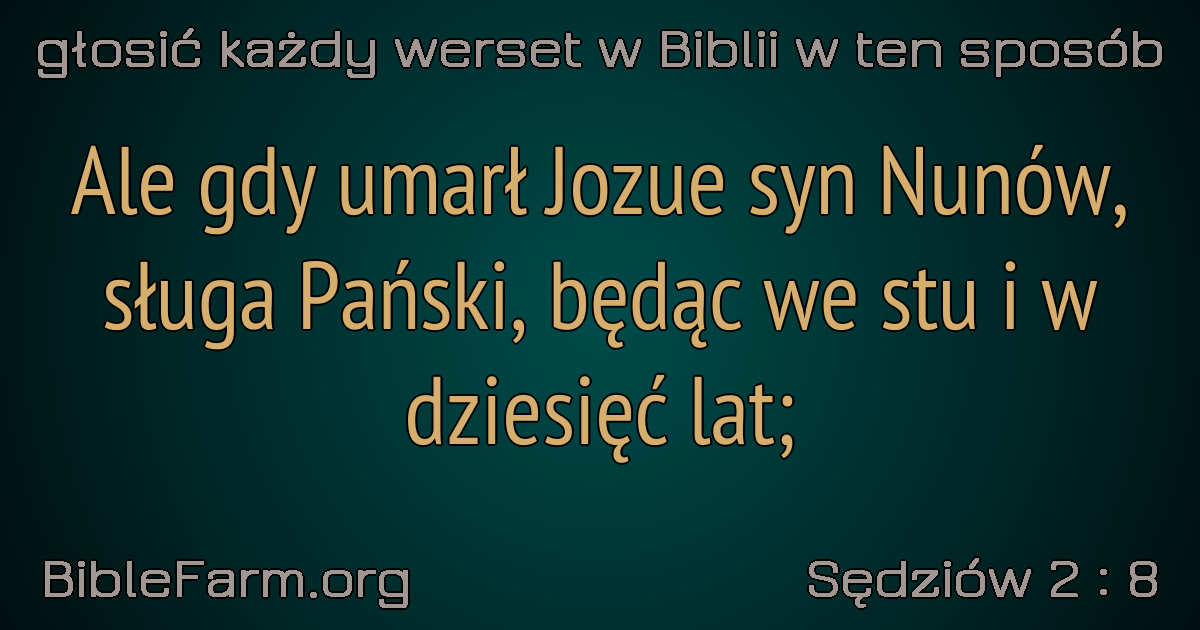 głosić każdy werset w Biblii w ten sposób
Ale gdy umarł Jozue syn Nunów,
sługa Pański, będąc we stu i w
dziesięć lat;
BibleFarm.org
Sędziów 2 : 8